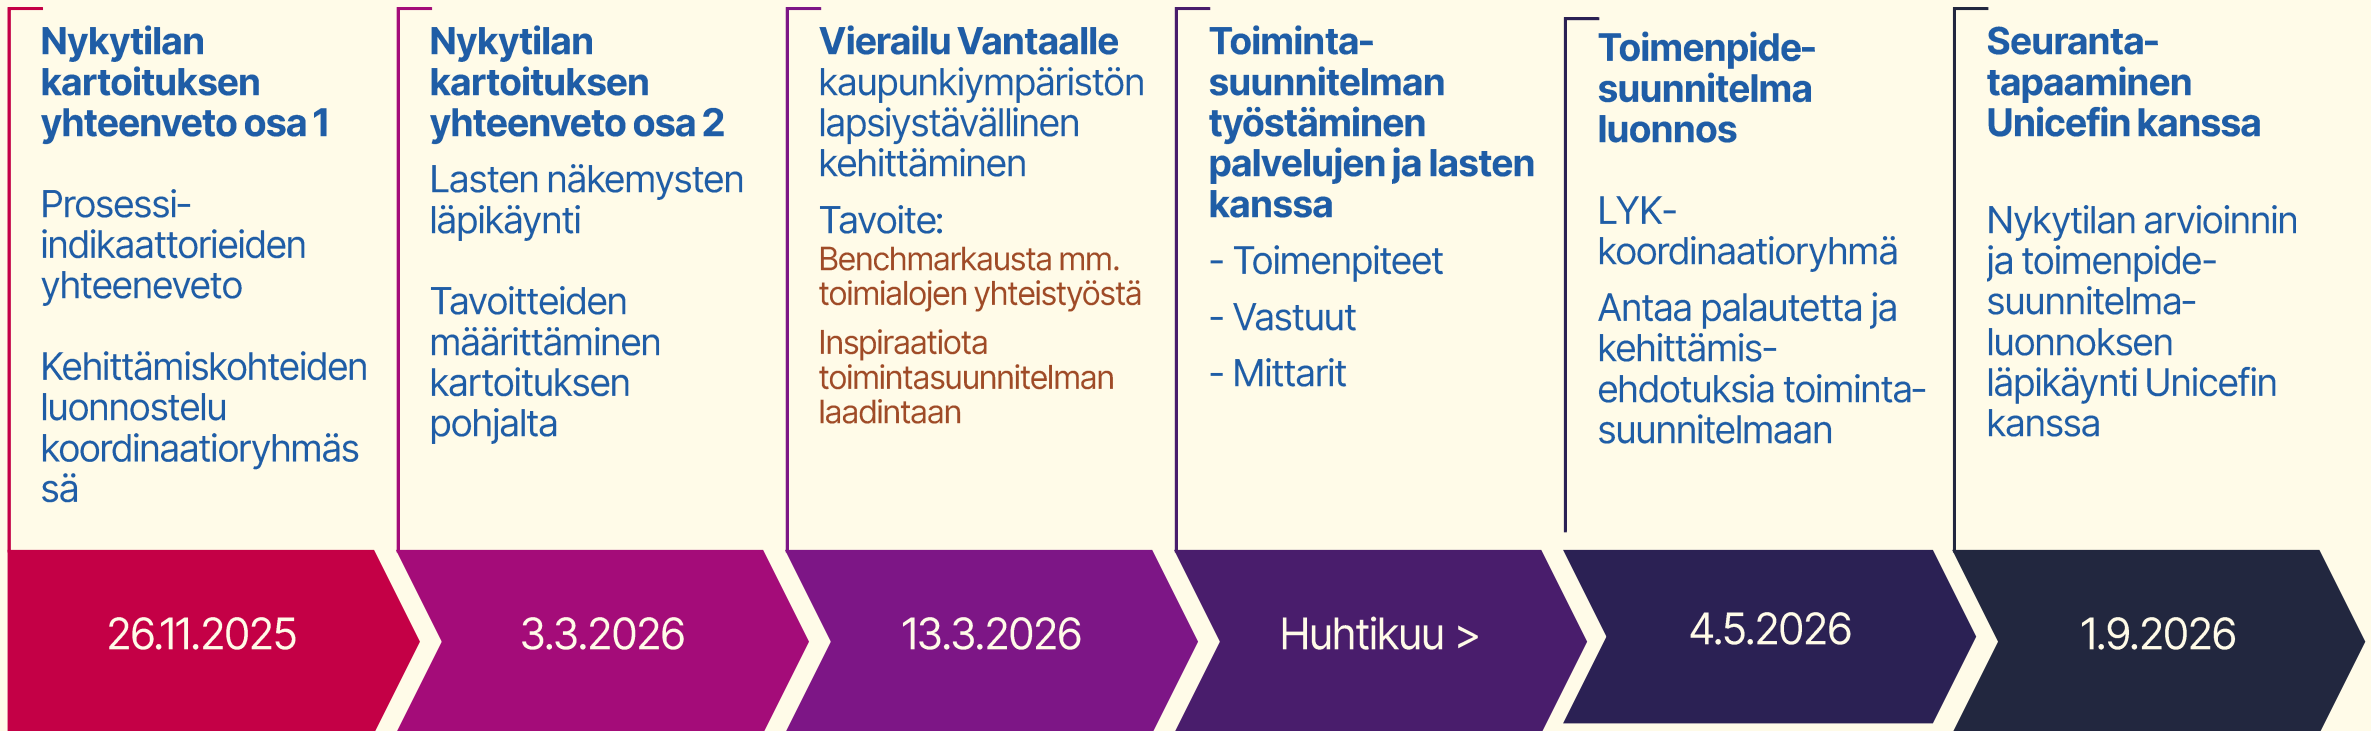 Nykytilan
kartoituksen
yhteenveto osa 1
Prosessi-
indikaattorieiden
yhteeneveto
Kehittämiskohteiden
luonnostelu
koordinaatioryhmäs
sä
26.11.2025
Nykytilan
kartoituksen
yhteenveto osa 2
Lasten näkemysten
läpikäynti
Tavoitteiden
määrittäminen
kartoituksen
pohjalta
3.3.2026
Vierailu Vantaalle
kaupunkiympäristön
lapsiystävällinen
kehittäminen
Tavoite:
Benchmarkausta mm.
toimialojen yhteistyöstä
Inspiraatiota
toimintasuunnitelman
laadintaan
13.3.2026
Toiminta-
suunnitelman
työstäminen
palvelujen ja lasten
kanssa
- Toimenpiteet
- Vastuut
- Mittarit
Huhtikuu >
Toimenpide-
suunnitelma
luonnos
LYK-
koordinaatioryhmä
Antaa palautetta ja
kehittämis-
ehdotuksia toiminta-
suunnitelmaan
4.5.2026
Seuranta-
tapaaminen
Unicefin kanssa
Nykytilan arvioinnin
ja toimenpide-
suunnitelma-
luonnoksen
läpikäynti Unicefin
kanssa
1.9.2026